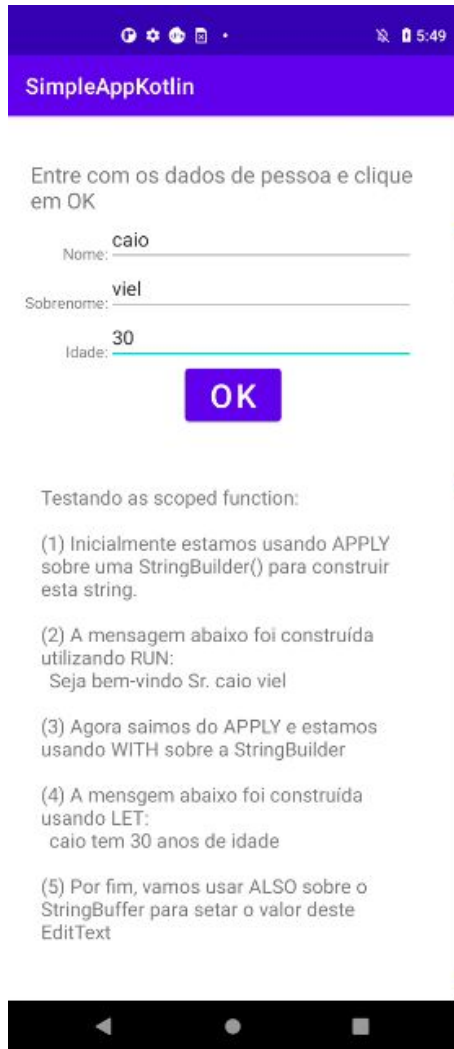 5:49
SimpleAppKotlin
Entre com os dados de pessoa e clique
em OK
Nome: caio
Sobrenome: viel
Idade: 30
OK
Testando as scoped function:
(1) Inicialmente estamos usando APPLY
sobre uma StringBuilder() para construir
esta string.
(2) A mensagem abaixo foi construída
utilizando RUN:
Seja bem-vindo Sr. caio viel
(3) Agora saimos do APPLY e estamos
usando WITH sobre a StringBuilder
(4) A mensgem abaixo foi construída
usando LET:
caio tem 30 anos de idade
(5) Por fim, vamos usar ALSO sobre o
StringBuffer para setar o valor deste
EditText